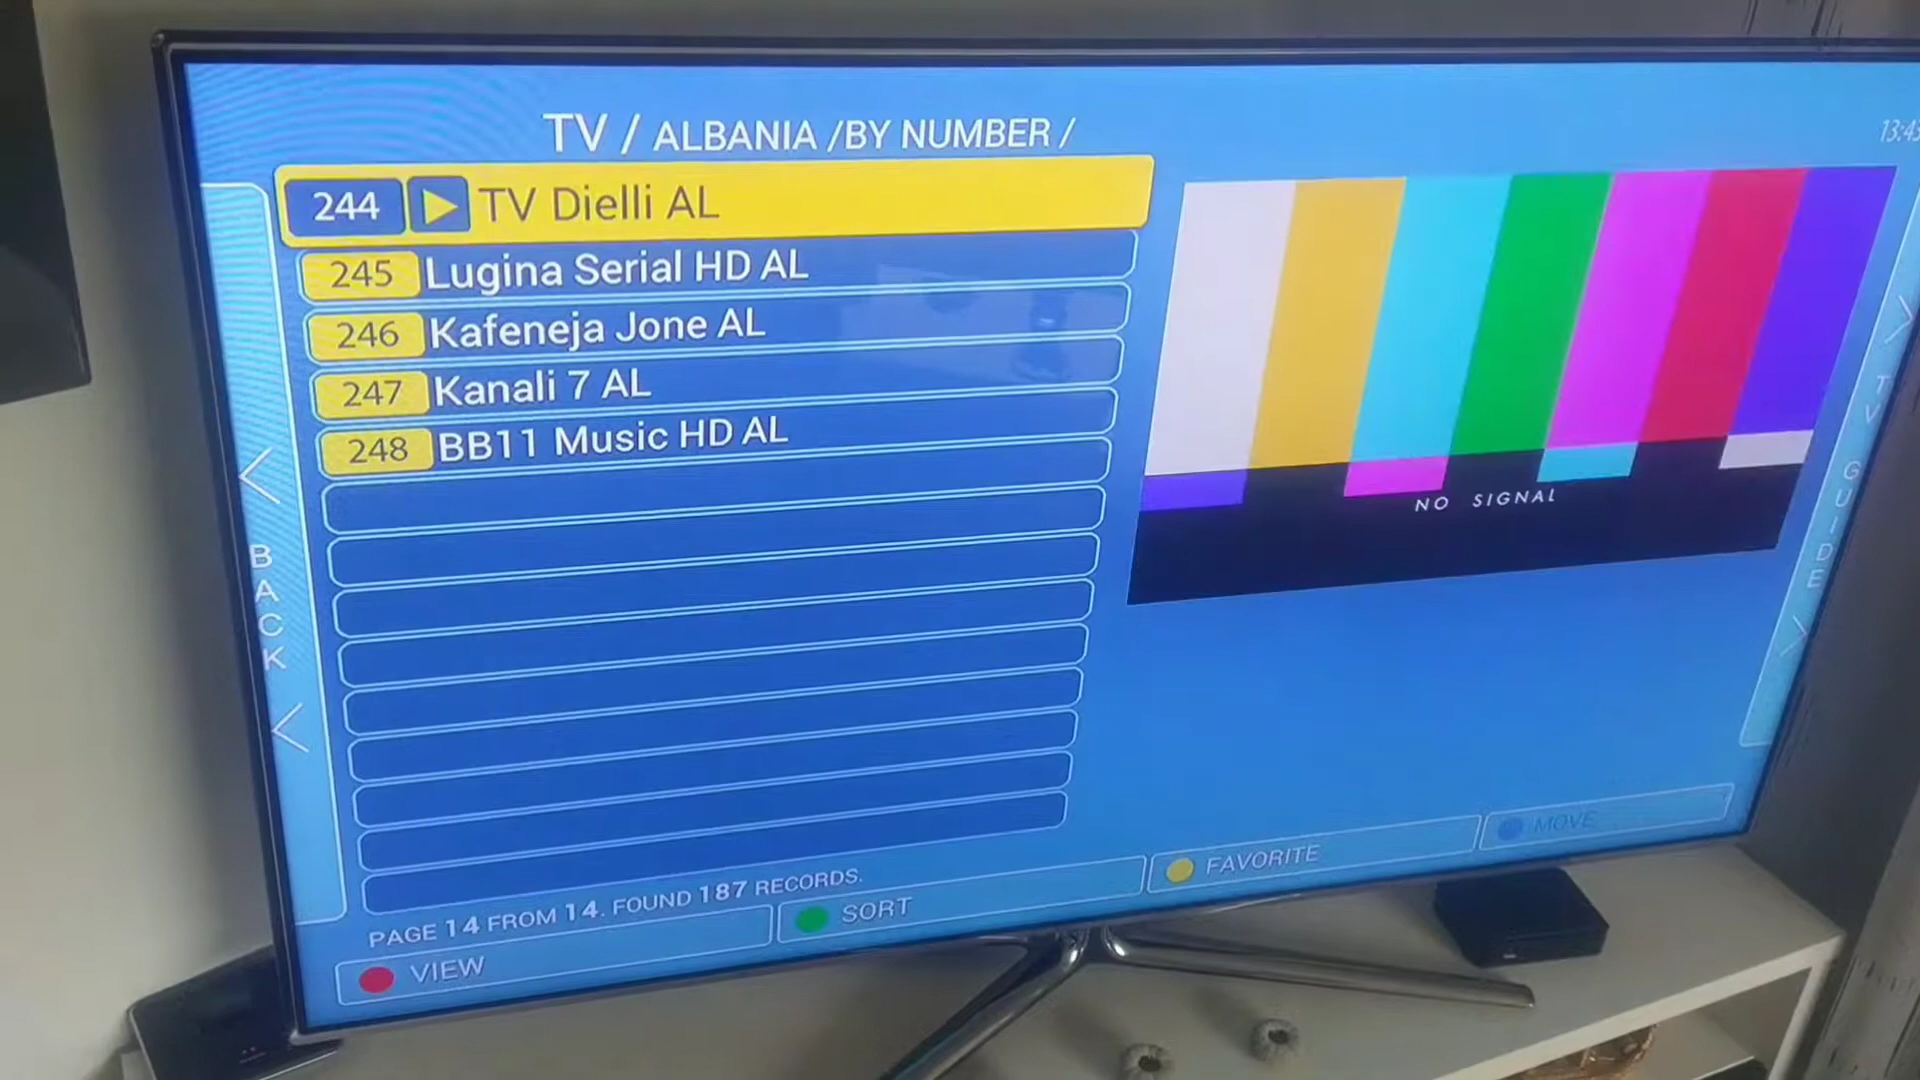 TV / ALBANIA /BY NUMBER /
13:43
244 TV Dielli AL
245 Lugina Serial HD AL
246 Kafeneja Jone AL
247 Kanali 7 AL
248 BB11 Music HD AL
NO SIGNAL
BACK
TV GUIDE
PAGE 14 FROM 14. FOUND 187 RECORDS.
VIEW
SORT
FAVORITE
MOVE